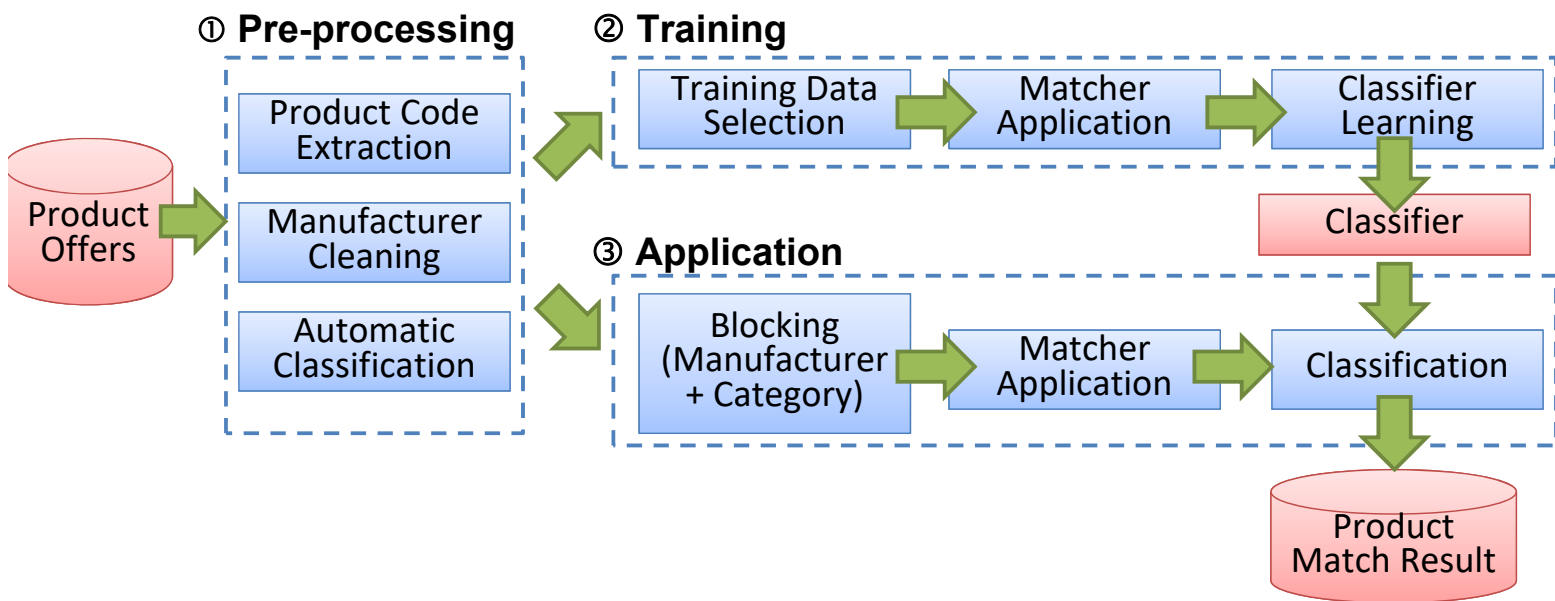 ① Pre-processing
Product
Offers
Product Code
Extraction
Manufacturer
Cleaning
Automatic
Classification
② Training
Training Data
Selection
Matcher
Application
Classifier
Learning
Classifier
③ Application
Blocking
(Manufacturer
+ Category)
Matcher
Application
Classification
Product
Match Result